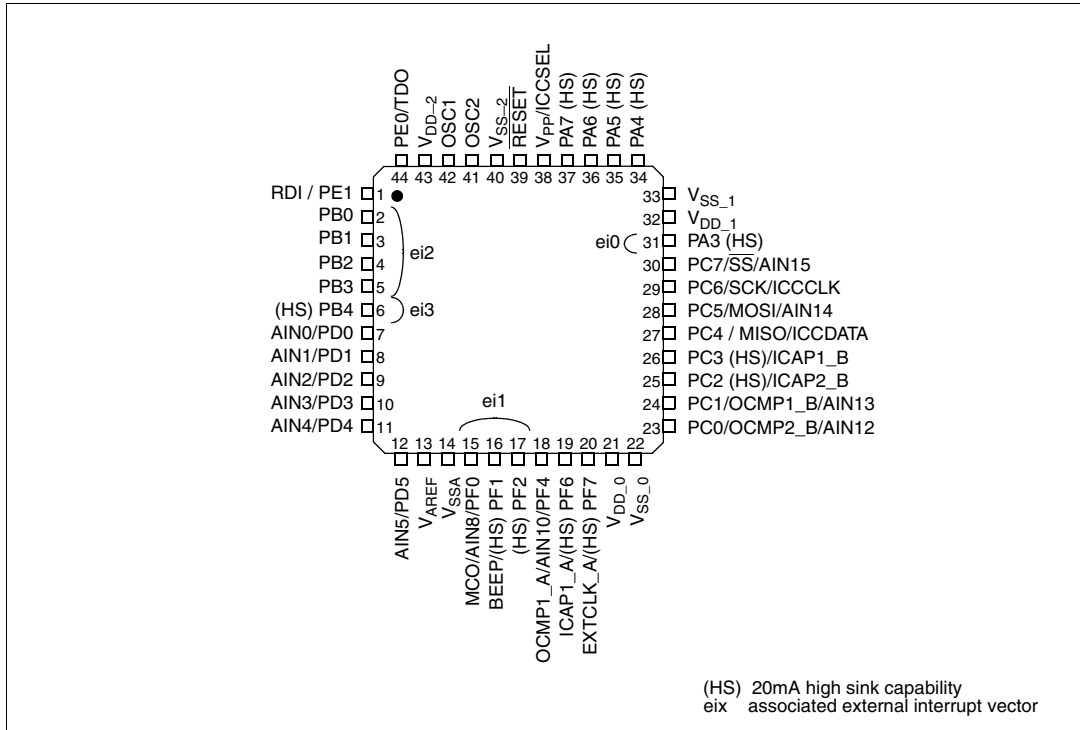 PE0/TDO
VDD_2
OSC1
OSC2
VSS_2
RESET
VPP/ICCSEL
PA7 (HS)
PA6 (HS)
PA5 (HS)
PA4 (HS)
44 43 42 41 40 39 38 37 36 35 34
RDI / PE1 1
PB0 2
PB1 3
PB2 4
PB3 5
(HS) PB4 6
AIN0/PD0 7
AIN1/PD1 8
AIN2/PD2 9
AIN3/PD3 10
AIN4/PD4 11
ei2
ei3
ei0
ei1
33 VSS_1
32 VDD_1
31 PA3 (HS)
30 PC7/SS/AIN15
29 PC6/SCK/ICCCLK
28 PC5/MOSI/AIN14
27 PC4 / MISO/ICCDATA
26 PC3 (HS)/ICAP1_B
25 PC2 (HS)/ICAP2_B
24 PC1/OCMP1_B/AIN13
23 PC0/OCMP2_B/AIN12
12 13 14 15 16 17 18 19 20 21 22
AIN5/PD5
VAREF
VSSA
MCO/AIN8/PF0
BEEP/(HS) PF1
(HS) PF2
OCMP1_A/AIN10/PF4
ICAP1_A/(HS) PF6
EXTCLK_A/(HS) PF7
VDD_0
VSS_0
(HS) 20mA high sink capability
eix associated external interrupt vector